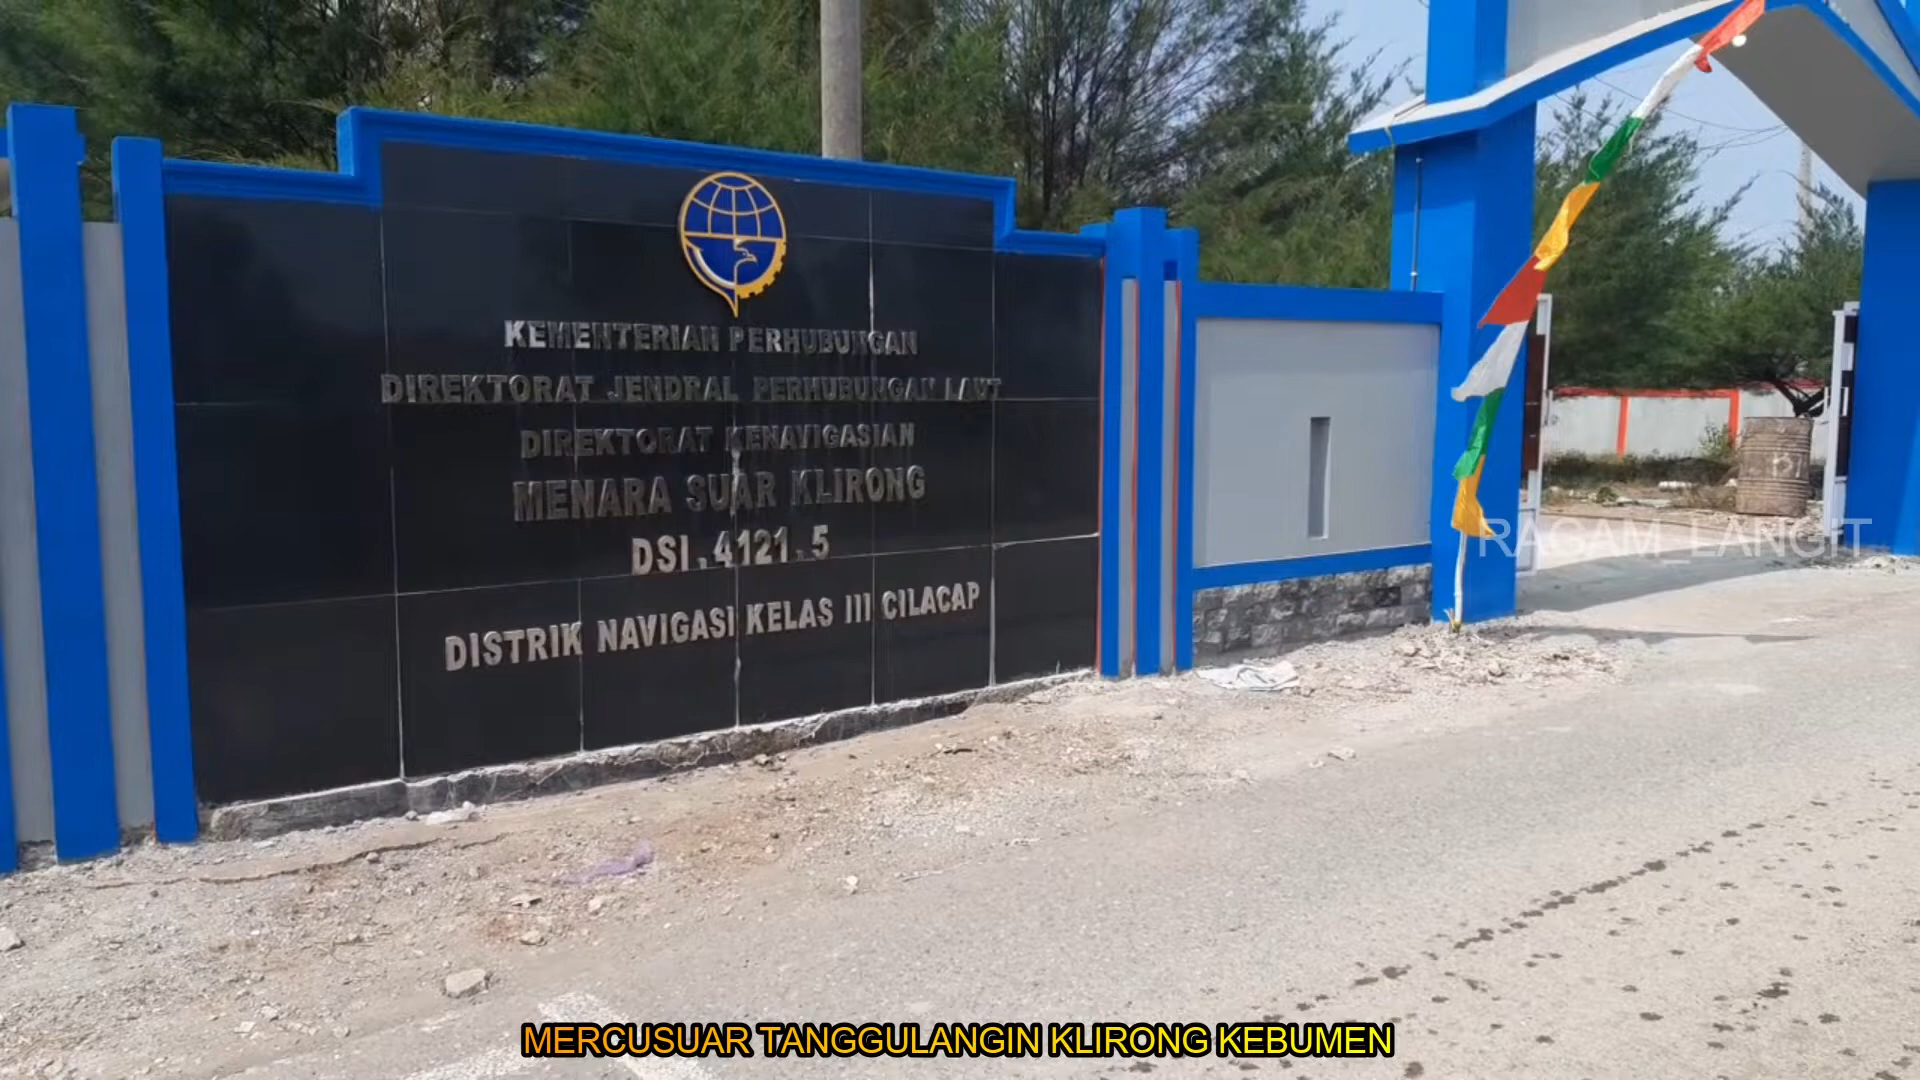 KEMENTERIAN PERHUBUNGAN
DIREKTORAT JENDRAL PERHUBUNGAN LAUT
DIREKTORAT KENAVIGASIAN
MENARA SUAR KLIRONG
DSI.4121.5
DISTRIK NAVIGASI KELAS III CILACAP
RAGAM_LANGIT
MERCUSUAR TANGGULANGIN KLIRONG KEBUMEN